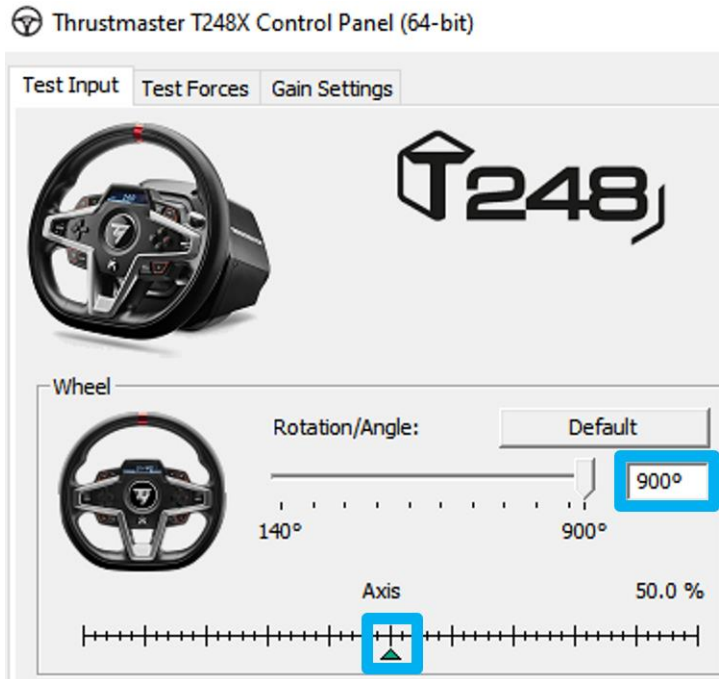 Thrustmaster T248X Control Panel (64-bit)
Test Input Test Forces Gain Settings
T248
Wheel
Rotation/Angle: Default
900°
140° 900°
Axis 50.0 %